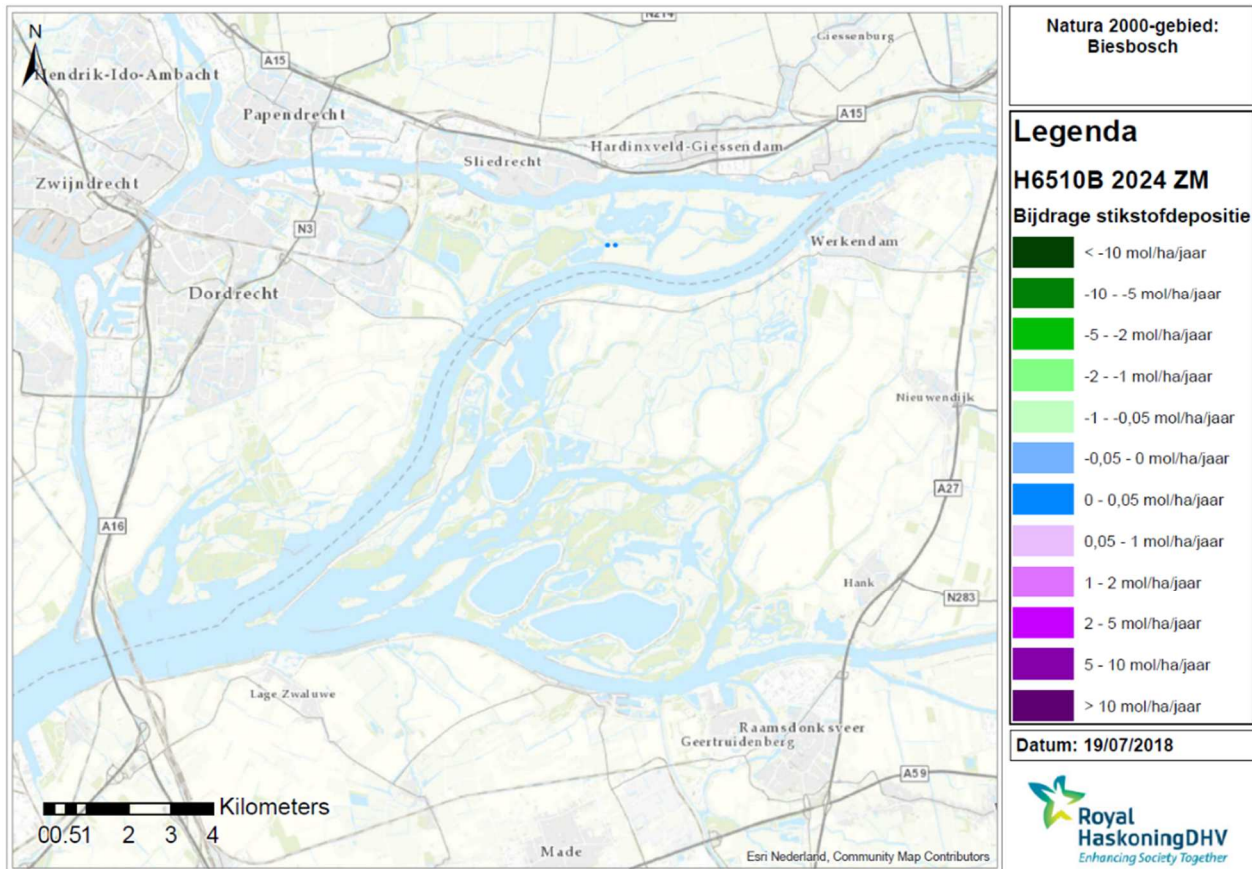 N
N214
Giessenburg
A15
Hendrik-Ido-Ambacht
Papendrecht
A15
Hardinxveld-Giessendam
Sliedrecht
Zwijndrecht
N3
Werkendam
Dordrecht
Nieuwendijk
A27
A16
Hank
N283
Lage Zwaluwe
Raamsdonksveer
Geertruidenberg
A59
Kilometers
00.51 2 3 4
Made
Esri Nederland, Community Map Contributors
Natura 2000-gebied:
Biesbosch
Legenda
H6510B 2024 ZM
Bijdrage stikstofdepositie
< -10 mol/ha/jaar
-10 - -5 mol/ha/jaar
-5 - -2 mol/ha/jaar
-2 - -1 mol/ha/jaar
-1 - -0,05 mol/ha/jaar
-0,05 - 0 mol/ha/jaar
0 - 0,05 mol/ha/jaar
0,05 - 1 mol/ha/jaar
1 - 2 mol/ha/jaar
2 - 5 mol/ha/jaar
5 - 10 mol/ha/jaar
> 10 mol/ha/jaar
Datum: 19/07/2018
Royal
HaskoningDHV
Enhancing Society Together